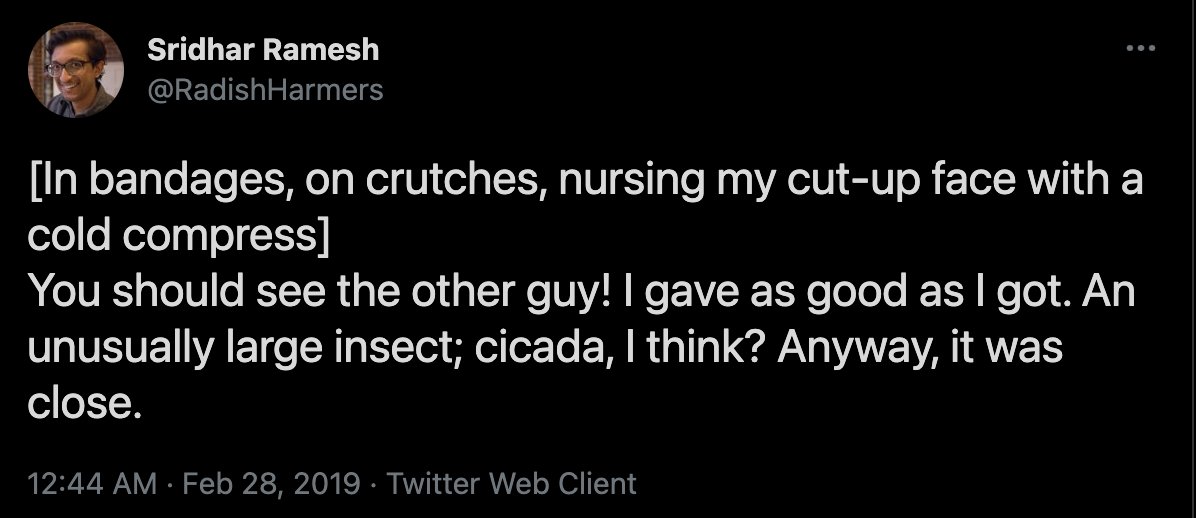 Sridhar Ramesh
@RadishHarmers
[In bandages, on crutches, nursing my cut-up face with a
cold compress]
You should see the other guy! I gave as good as I got. An
unusually large insect; cicada, I think? Anyway, it was
close.
12:44 AM · Feb 28, 2019 · Twitter Web Client